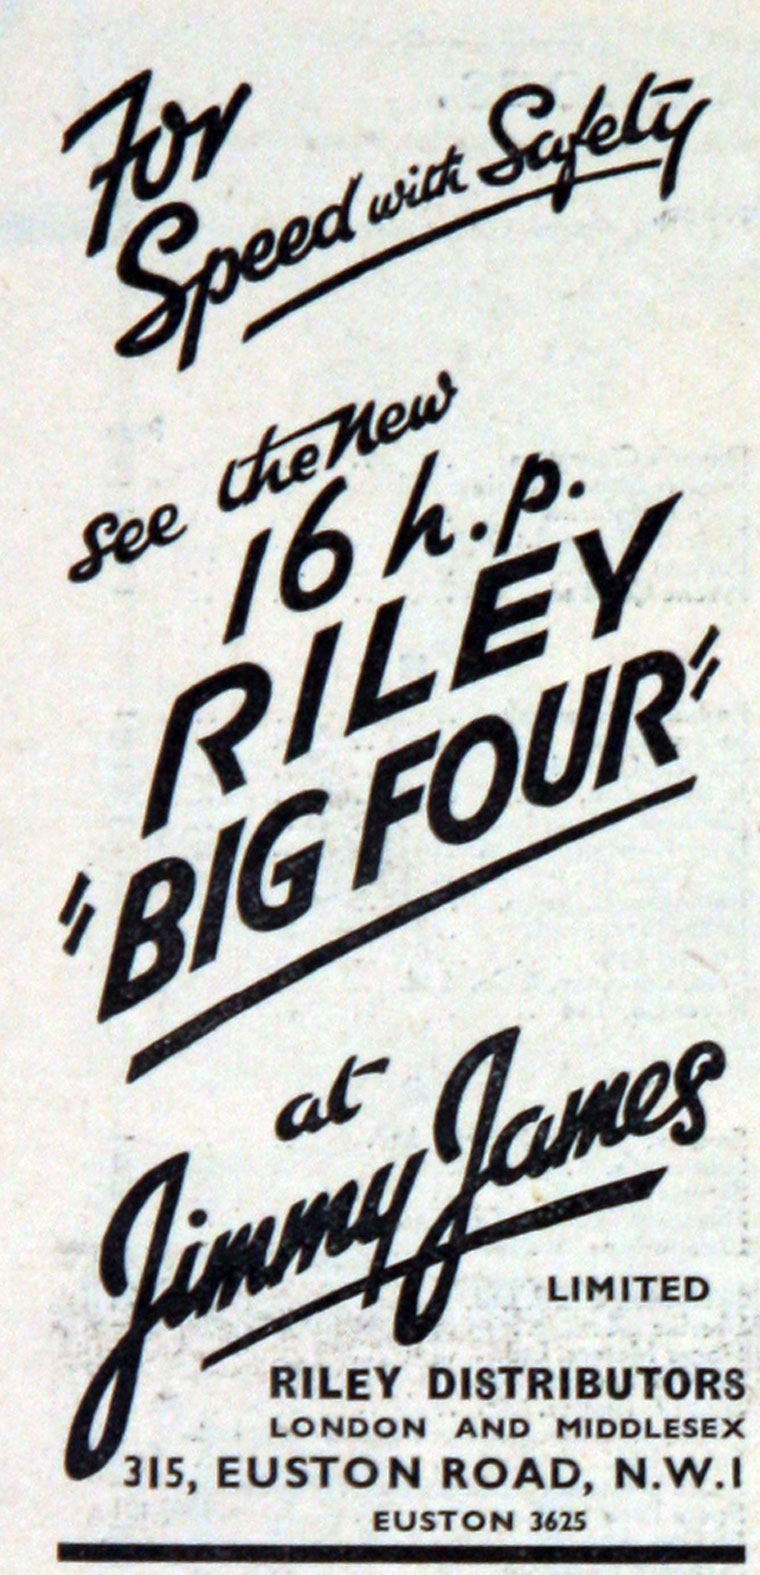 For
Speed with Safety
see the New
16 h.p.
RILEY
"BIG FOUR"
at
Jimmy James
LIMITED
RILEY DISTRIBUTORS
LONDON AND MIDDLESEX
315, EUSTON ROAD, N.W.1
EUSTON 3625